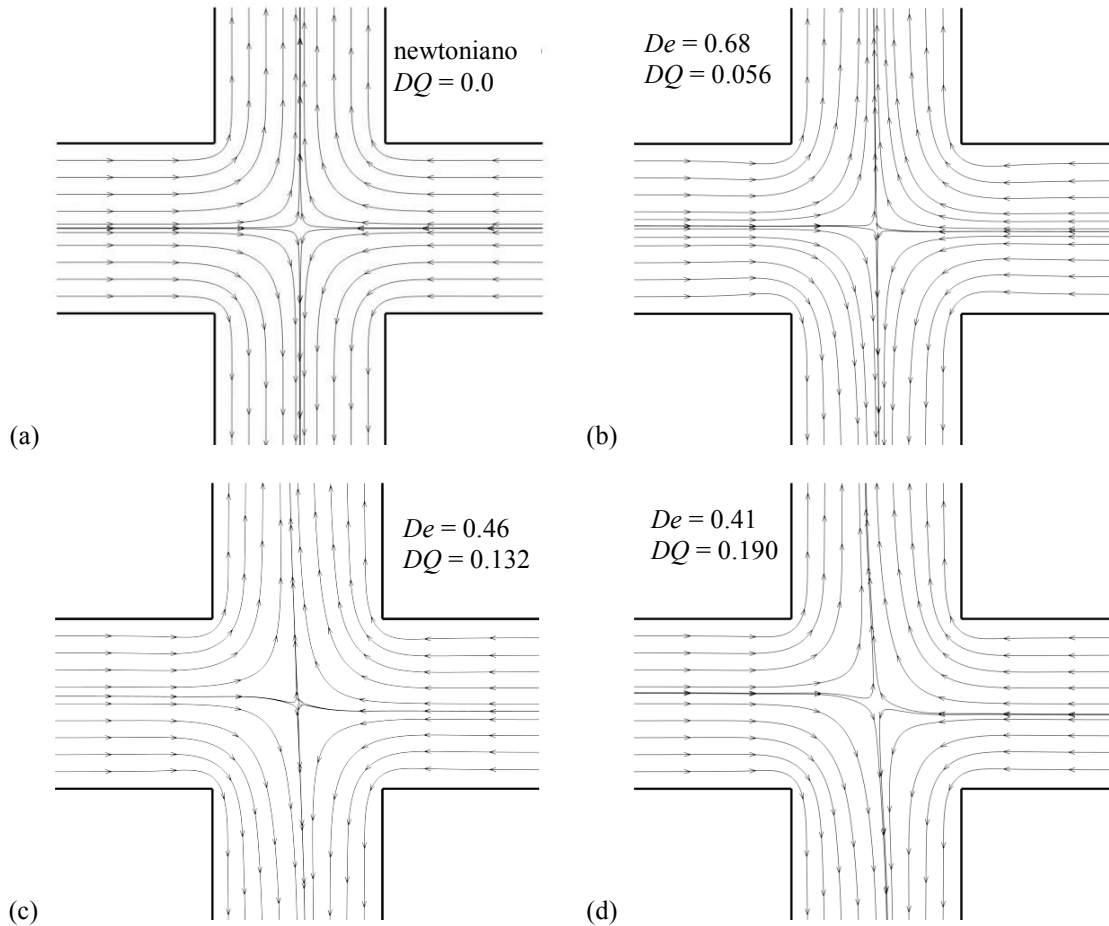 newtoniano
DQ = 0.0
(a)
De = 0.68
DQ = 0.056
(b)
De = 0.46
DQ = 0.132
(c)
De = 0.41
DQ = 0.190
(d)